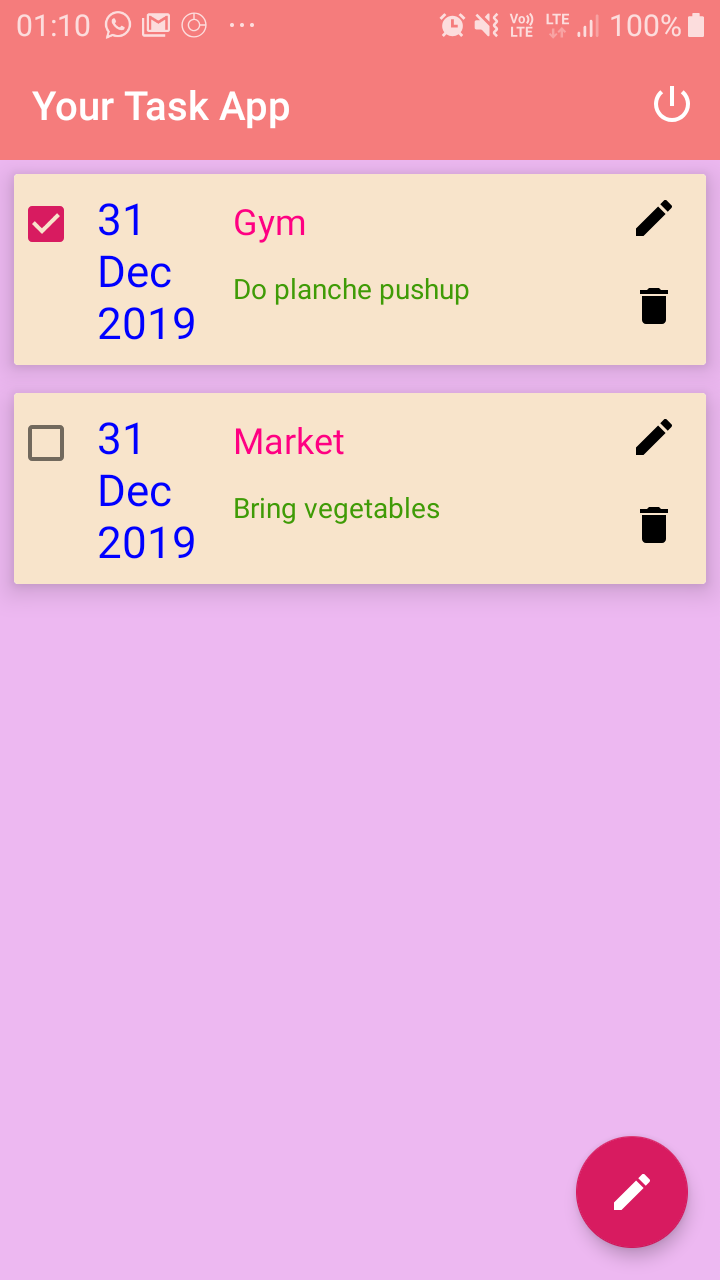 01:10 Vo)) LTE LTE 100%
Your Task App
31 Dec 2019
Gym
Do planche pushup
31 Dec 2019
Market
Bring vegetables